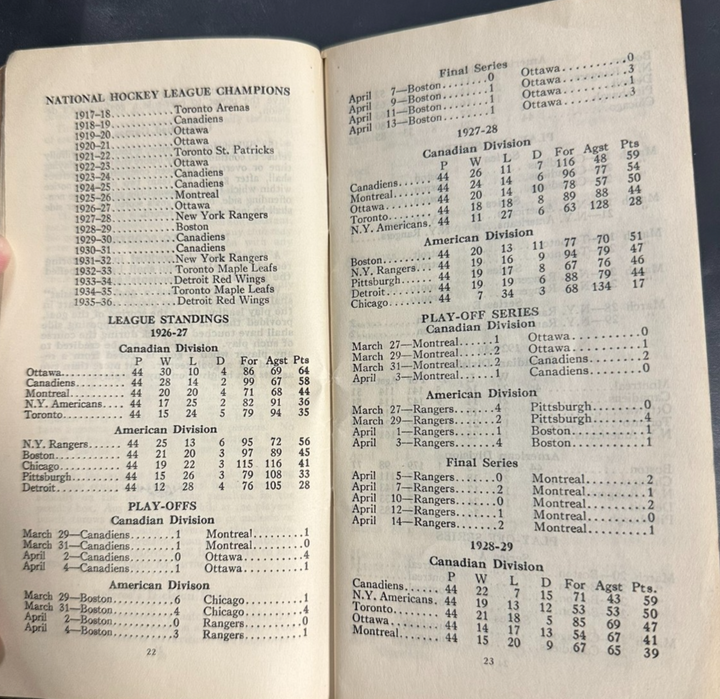 NATIONAL HOCKEY LEAGUE CHAMPIONS
1917-18...........Toronto Arenas
1918-19...........Canadiens
1919-20...........Ottawa
1920-21...........Ottawa
1921-22...........Toronto St. Patricks
1922-23...........Ottawa
1923-24...........Canadiens
1924-25...........Canadiens
1925-26...........Montreal
1926-27...........Ottawa
1927-28...........New York Rangers
1928-29...........Boston
1929-30...........Canadiens
1930-31...........Canadiens
1931-32...........New York Rangers
1932-33...........Toronto Maple Leafs
1933-34...........Detroit Red Wings
1934-35...........Toronto Maple Leafs
1935-36...........Detroit Red Wings
LEAGUE STANDINGS
1926-27
Canadian Division
P W L D For Agst Pts
Ottawa.......... 44 30 10 4 86 69 64
Canadiens........ 44 28 14 2 99 67 58
Montreal......... 44 20 20 4 71 68 44
N.Y. Americans.... 44 17 25 2 82 91 36
Toronto.......... 44 15 24 5 79 94 35
American Division
N.Y. Rangers...... 44 25 13 6 95 72 56
Boston........... 44 21 20 3 97 89 45
Chicago.......... 44 19 22 3 115 116 41
Pittsburgh........ 44 15 26 3 79 108 33
Detroit........... 44 12 28 4 76 105 28
PLAY-OFFS
Canadian Division
March 29—Canadiens.......1 Montreal.........1
March 31—Canadiens.......1 Montreal.........0
April 2—Canadiens.......0 Ottawa..........4
April 4—Canadiens.......1 Ottawa..........1
American Divison
March 29—Boston..........6 Chicago..........1
March 31—Boston..........4 Chicago..........4
April 2—Boston..........0 Rangers..........0
April 4—Boston..........3 Rangers..........1
22
Final Series
April 7—Boston........0 Ottawa..........0
April 9—Boston........1 Ottawa..........3
April 11—Boston........1 Ottawa..........1
April 13—Boston........1 Ottawa..........3
1927-28
Canadian Division
P W L D For Agst Pts
Canadiens...... 44 26 11 7 116 48 59
Montreal....... 44 24 14 6 96 77 54
Ottawa........ 44 20 14 10 78 57 50
Toronto........ 44 18 18 8 89 88 44
N.Y. Americans. 44 11 27 6 63 128 28
American Division
Boston......... 44 20 13 11 77 70 51
N.Y. Rangers... 44 19 16 9 94 79 47
Pittsburgh...... 44 19 17 8 67 76 46
Detroit......... 44 19 19 6 88 79 44
Chicago........ 44 7 34 3 68 134 17
PLAY-OFF SERIES
Canadian Division
March 27—Montreal......1 Ottawa..........0
March 29—Montreal......2 Ottawa..........1
March 31—Montreal......2 Canadiens.......2
April 3—Montreal......1 Canadiens.......0
American Division
March 27—Rangers.......4 Pittsburgh.......0
March 29—Rangers.......2 Pittsburgh.......4
April 1—Rangers.......1 Boston..........1
April 3—Rangers.......4 Boston..........1
Final Series
April 5—Rangers.......0 Montreal........2
April 7—Rangers.......2 Montreal........1
April 10—Rangers.......0 Montreal........2
April 12—Rangers.......1 Montreal........0
April 14—Rangers.......2 Montreal........1
1928-29
Canadian Division
P W L D For Agst Pts.
Canadiens........ 44 22 7 15 71 43 59
N.Y. Americans. 44 19 13 12 53 53 50
Toronto......... 44 21 18 5 85 69 47
Ottawa......... 44 14 17 13 54 67 41
Montreal....... 44 15 20 9 67 65 39
23